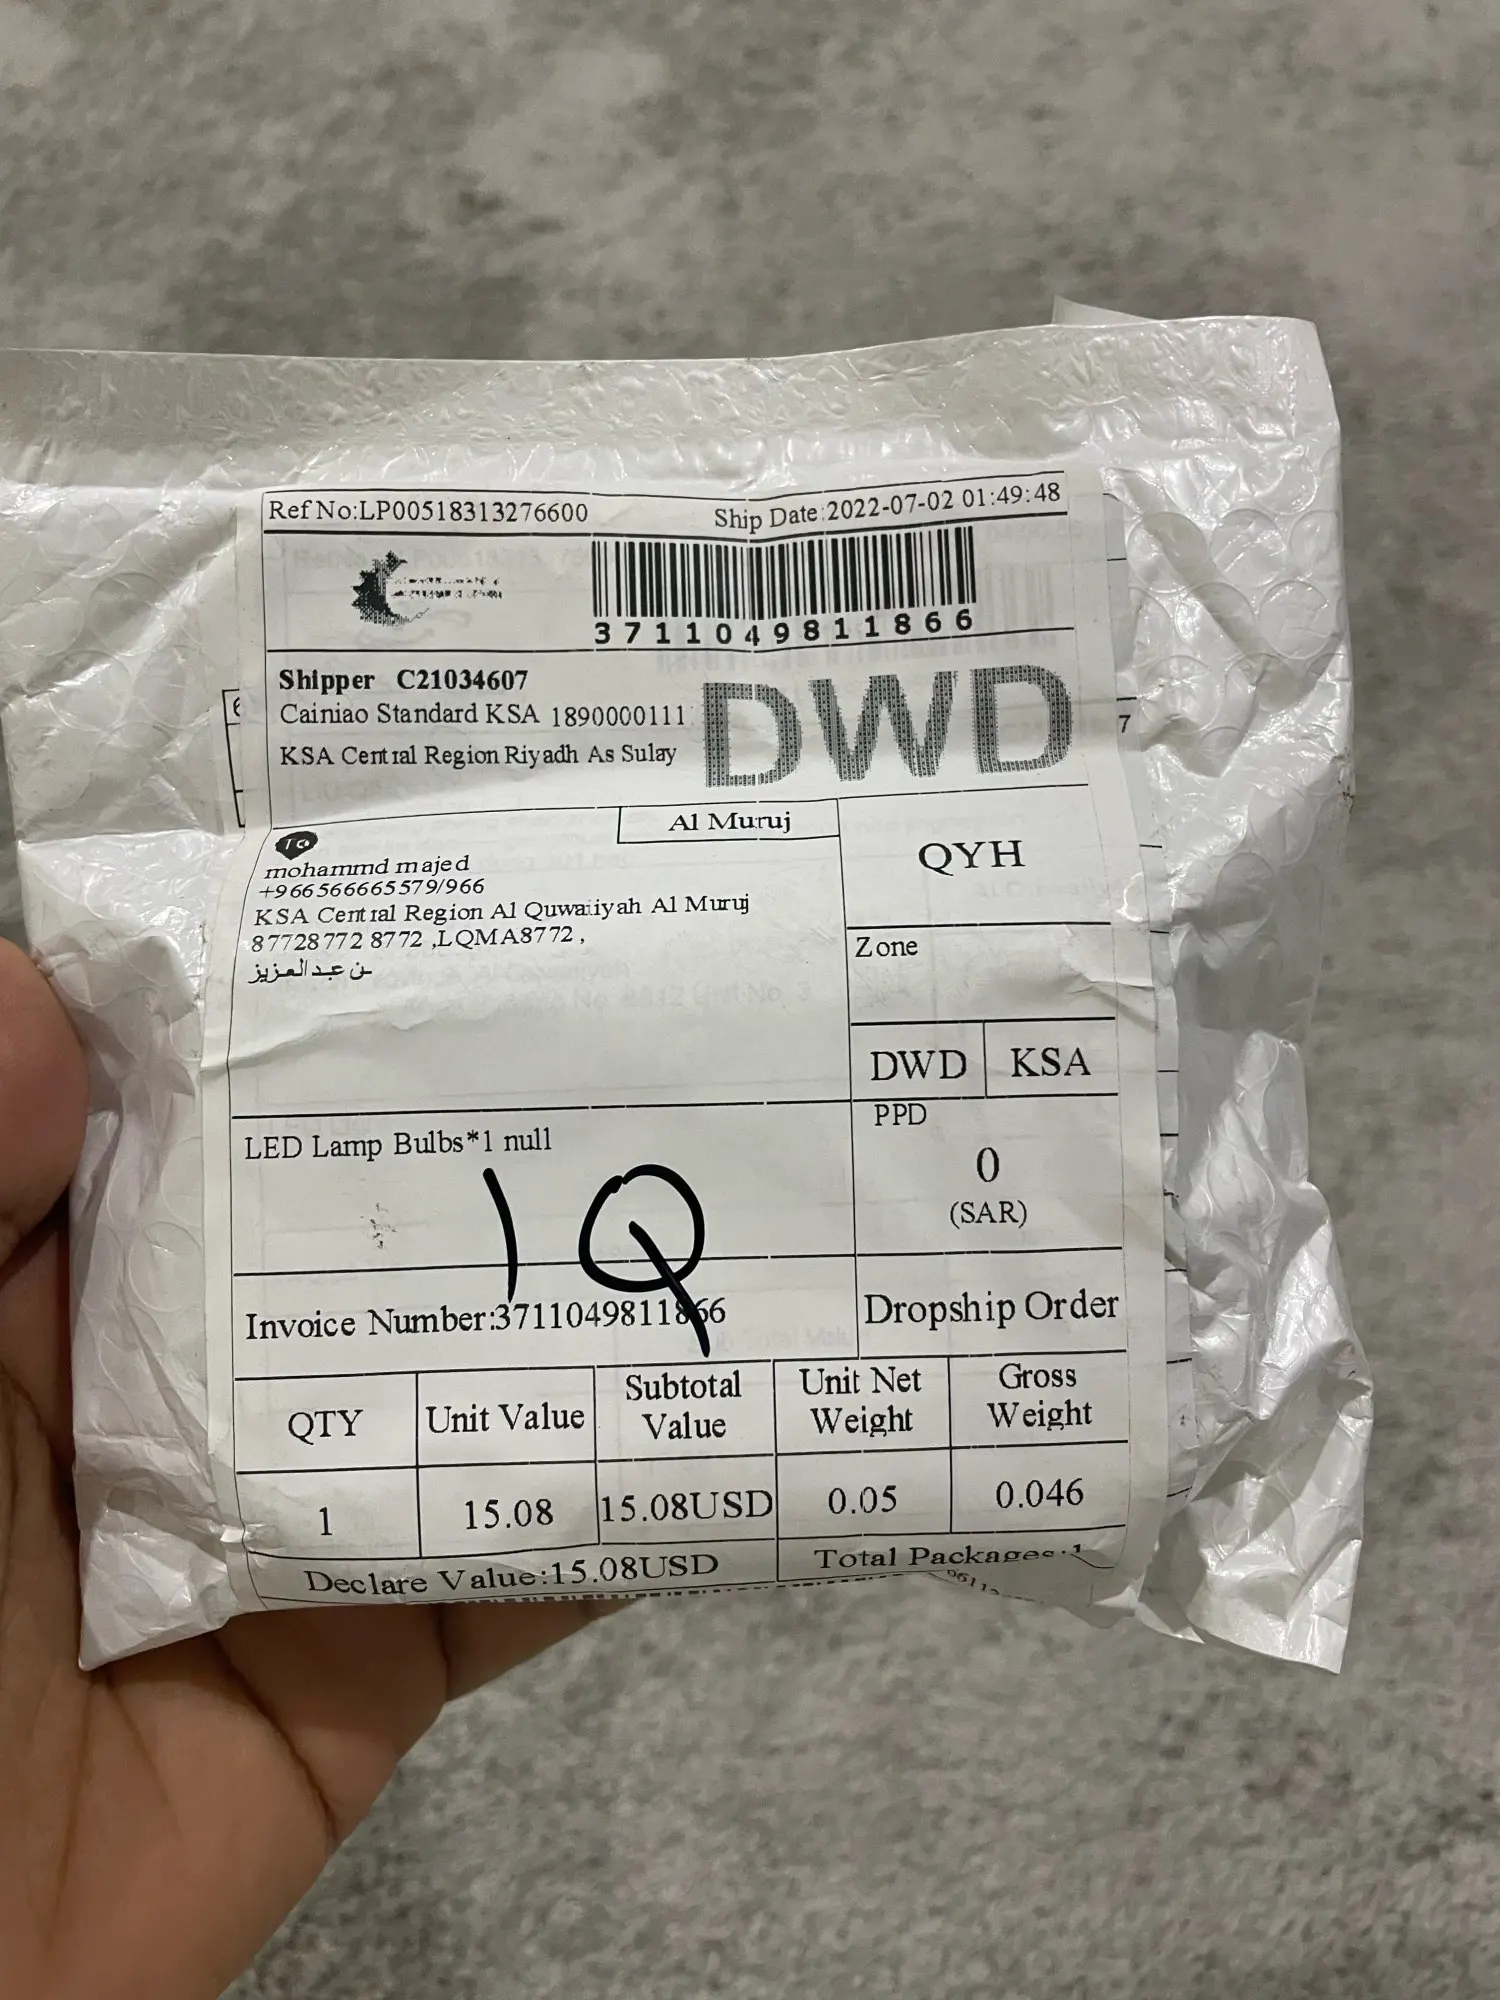 Ref No:LP00518313276600
Ship Date:2022-07-02 01:49:48
3711049811866
Shipper C21034607
Cainiao Standard KSA 1890000111
KSA Central Region Riyadh As Sulay
DWD
Al Muruj
QYH
TO
mohammd majed
+966566665579/966
KSA Central Region Al Quwaiiyah Al Muruj
87728772 8772 ,LQMA8772 ,
بن عبدالعزيز
Zone
DWD
KSA
LED Lamp Bulbs*1 null
PPD
0
(SAR)
1Q
Invoice Number:3711049811866
Dropship Order
QTY
Unit Value
Subtotal Value
Unit Net Weight
Gross Weight
1
15.08
15.08USD
0.05
0.046
Declare Value:15.08USD
Total Packages:1
6
7